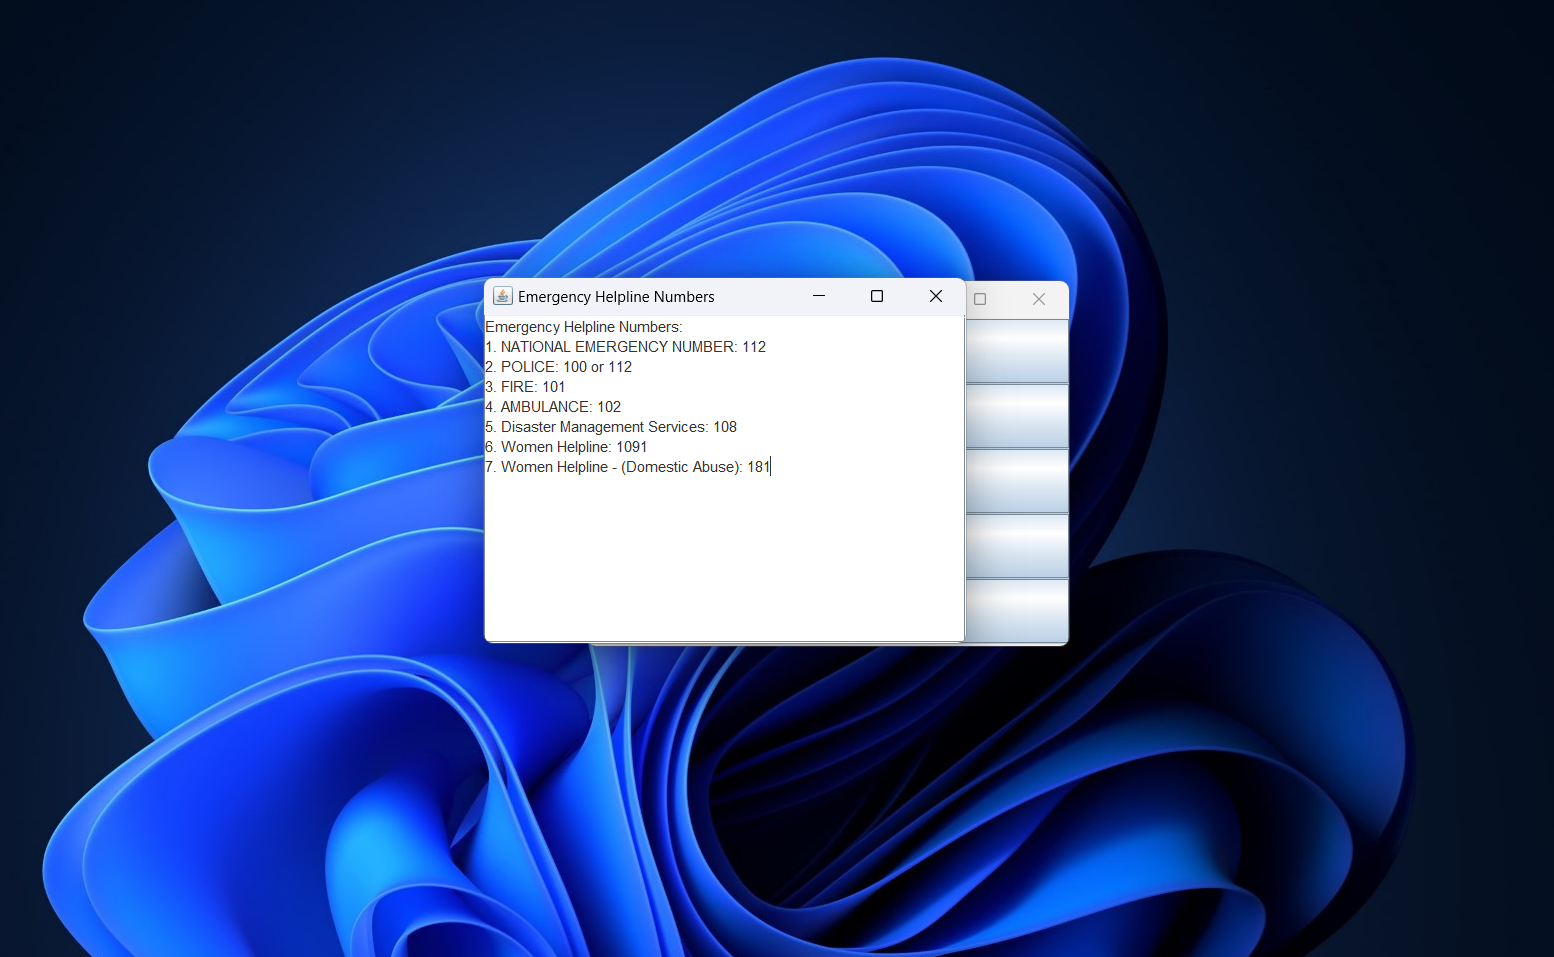 Emergency Helpline Numbers
Emergency Helpline Numbers:
1. NATIONAL EMERGENCY NUMBER: 112
2. POLICE: 100 or 112
3. FIRE: 101
4. AMBULANCE: 102
5. Disaster Management Services: 108
6. Women Helpline: 1091
7. Women Helpline - (Domestic Abuse): 181